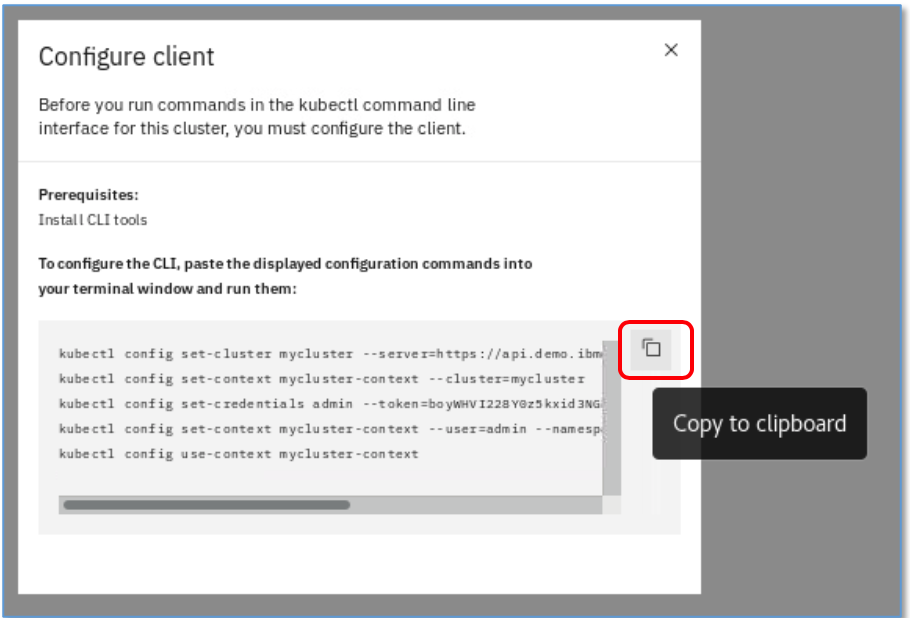 Configure client
Before you run commands in the kubectl command line
interface for this cluster, you must configure the client.
Prerequisites:
Install CLI tools
To configure the CLI, paste the displayed configuration commands into
your terminal window and run them:
kubectl config set-cluster mycluster --server=https://api.demo.ibm
kubectl config set-context mycluster-context --cluster=mycluster
kubectl config set-credentials admin --token=boyWHVI228Y0z5kxid3NG
kubectl config set-context mycluster-context --user=admin --namesp
kubectl config use-context mycluster-context
Copy to clipboard